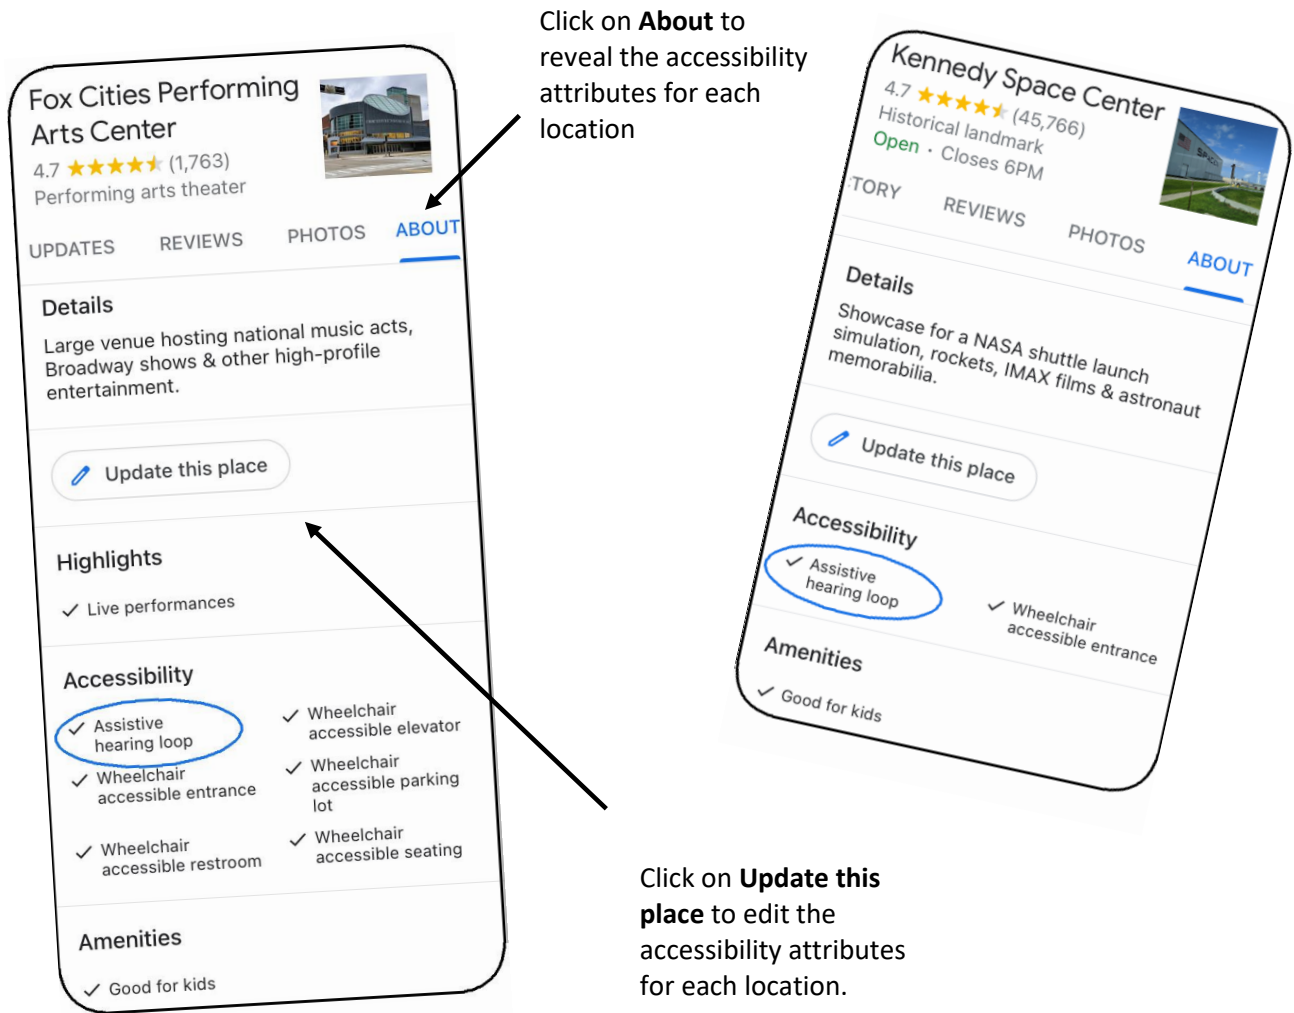 Click on About to
reveal the accessibility
attributes for each
location
Fox Cities Performing
Arts Center
4.7 (1,763)
Performing arts theater
UPDATES REVIEWS PHOTOS ABOUT
Details
Large venue hosting national music acts,
Broadway shows & other high-profile
entertainment.
Update this place
Highlights
Live performances
Accessibility
Assistive
hearing loop
Wheelchair
accessible elevator
Wheelchair
accessible entrance
Wheelchair
accessible parking
lot
Wheelchair
accessible restroom
Wheelchair
accessible seating
Amenities
Good for kids
Kennedy Space Center
4.7 (45,766)
Historical landmark
Open · Closes 6PM
TORY REVIEWS PHOTOS ABOUT
Details
Showcase for a NASA shuttle launch
simulation, rockets, IMAX films & astronaut
memorabilia.
Update this place
Accessibility
Assistive
hearing loop
Wheelchair
accessible entrance
Amenities
Good for kids
Click on Update this
place to edit the
accessibility attributes
for each location.